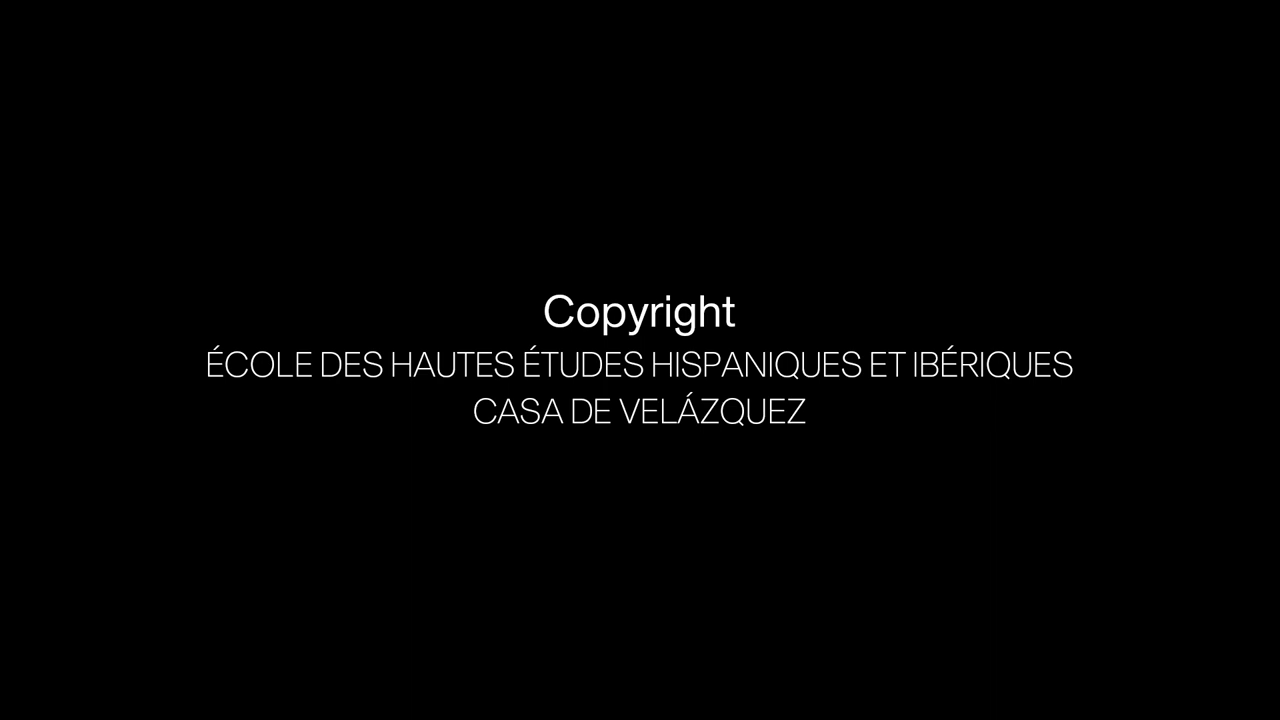 Copyright
ÉCOLE DES HAUTES ÉTUDES HISPANIQUES ET IBÉRIQUES
CASA DE VELÁZQUEZ